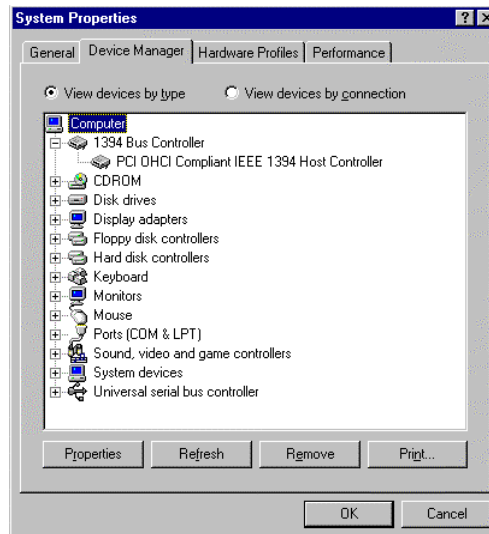 System Properties
General Device Manager Hardware Profiles Performance
View devices by type View devices by connection
Computer
1394 Bus Controller
PCI OHCI Compliant IEEE 1394 Host Controller
CDROM
Disk drives
Display adapters
Floppy disk controllers
Hard disk controllers
Keyboard
Monitors
Mouse
Ports (COM & LPT)
Sound, video and game controllers
System devices
Universal serial bus controller
Properties Refresh Remove Print...
OK Cancel